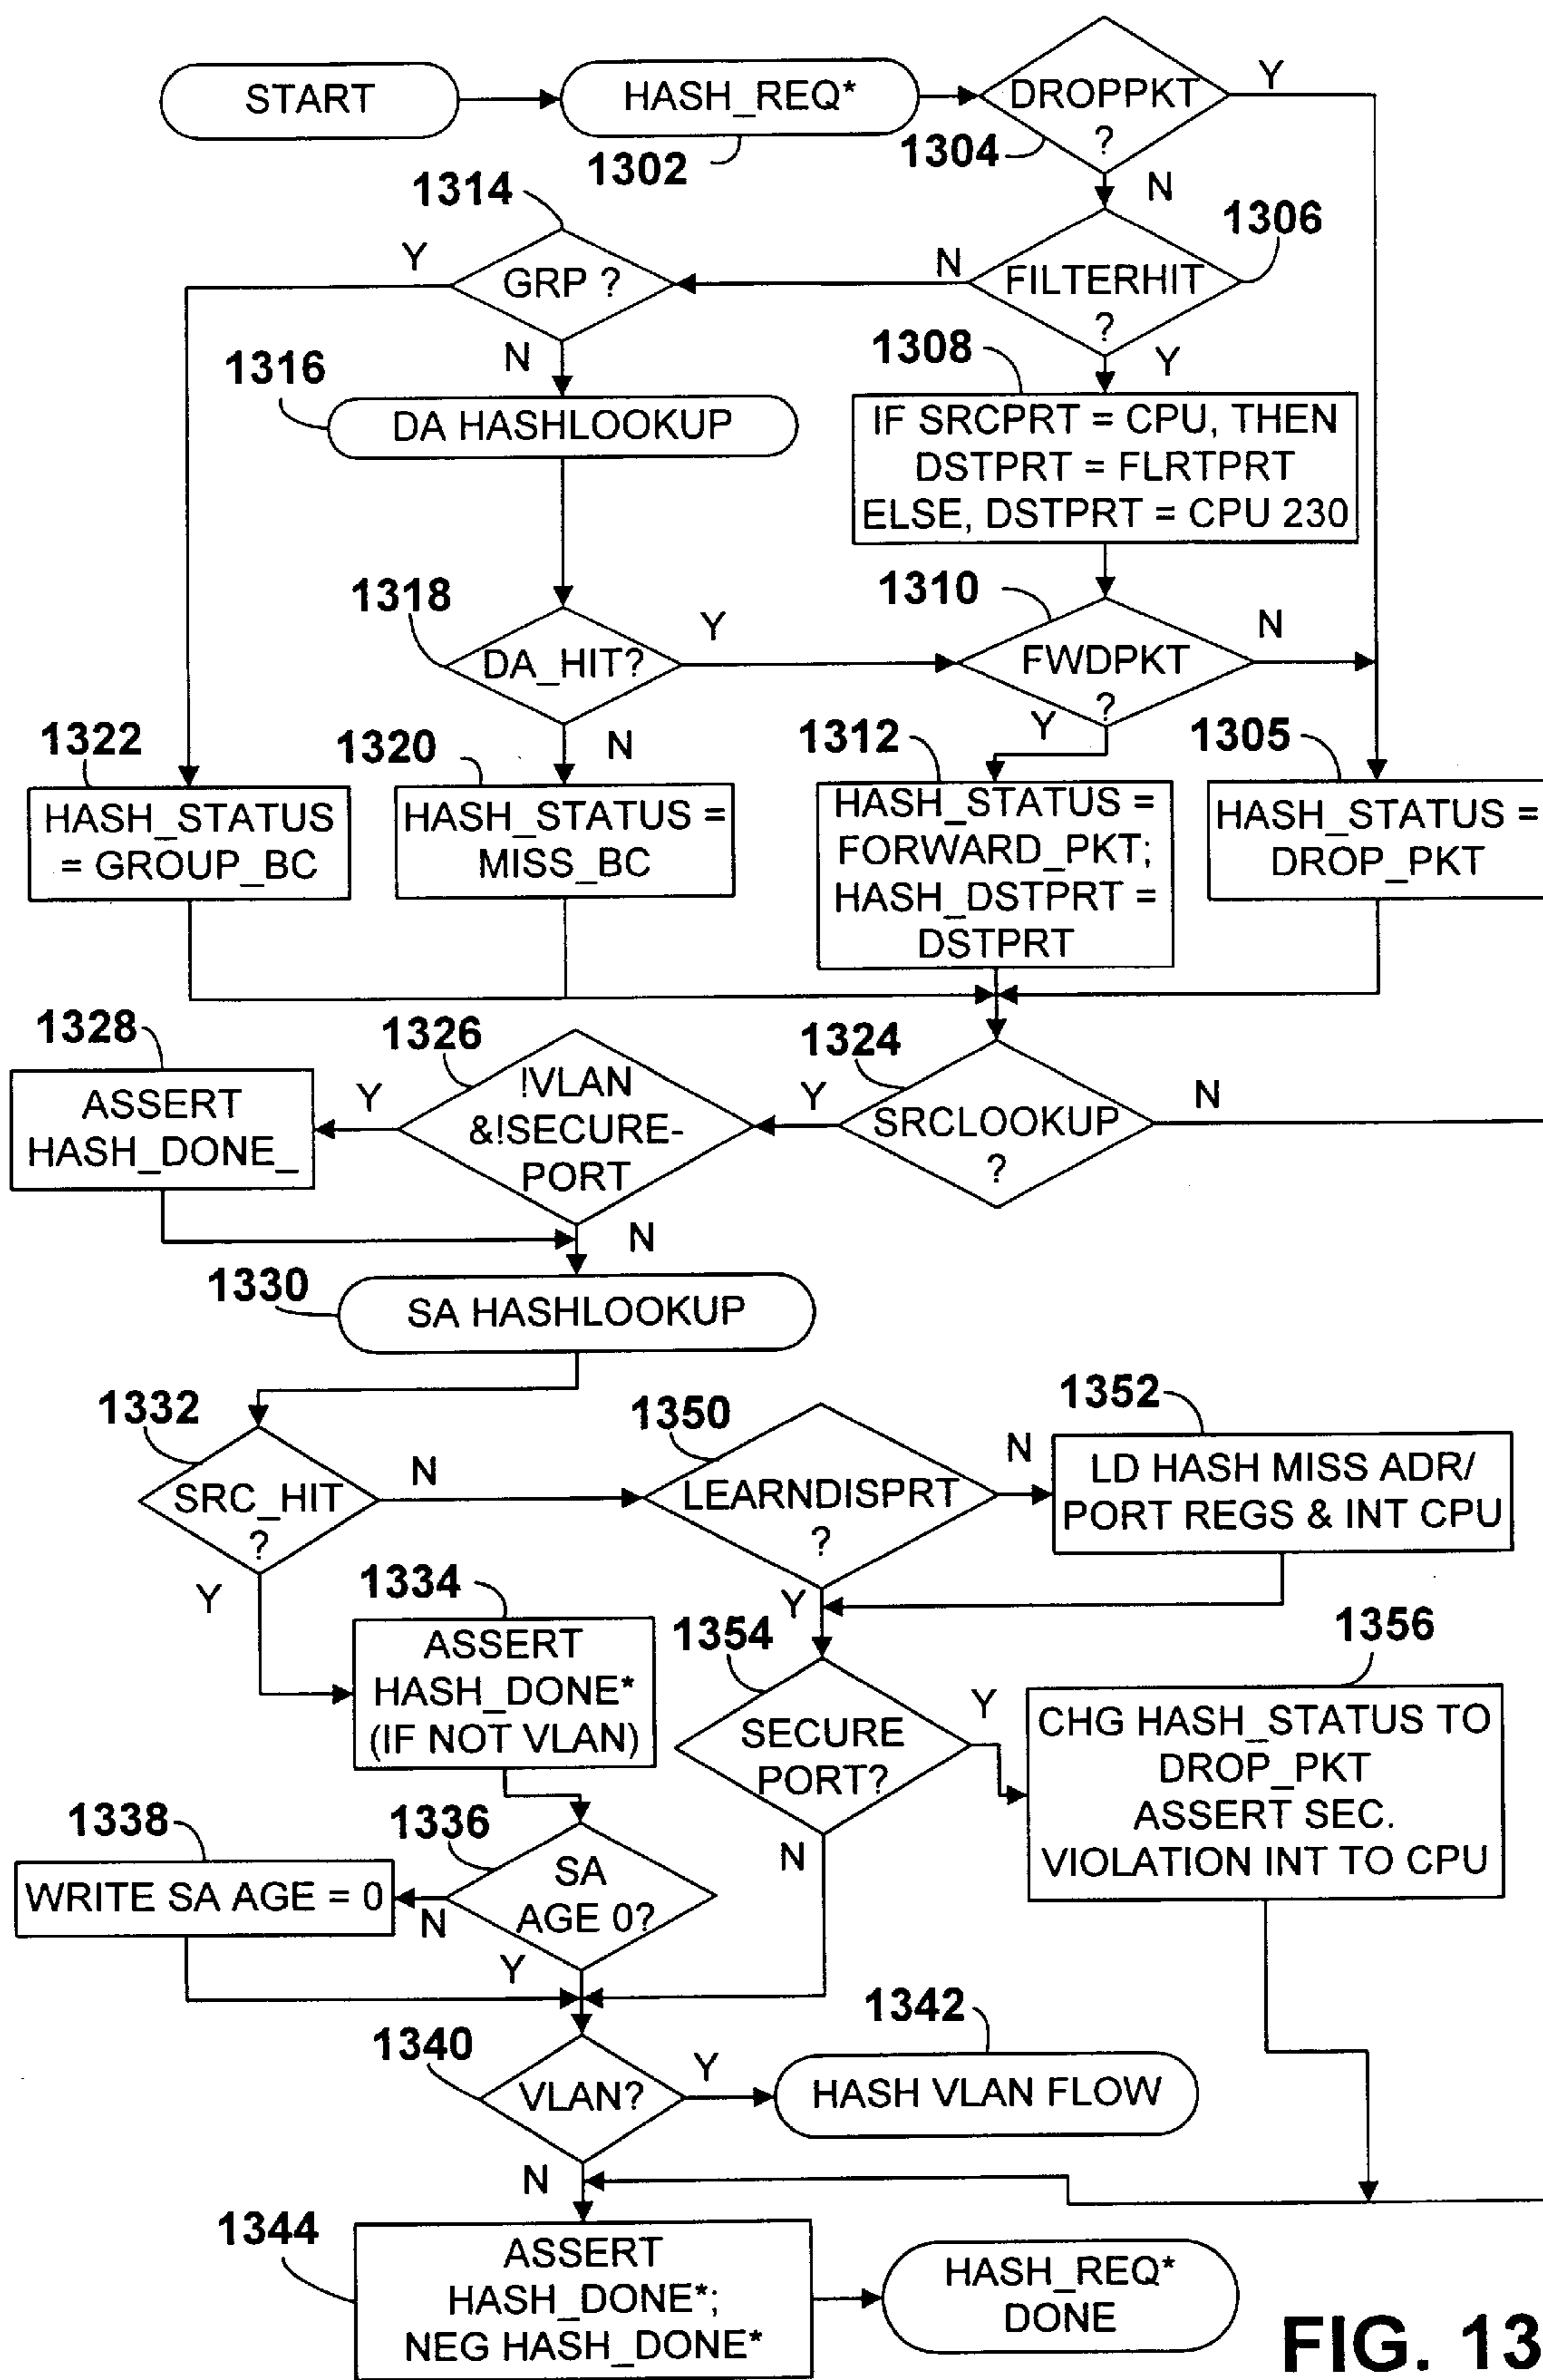 START
HASH_REQ*
1302
DROPPKT
?
1304
Y
N
1314
Y
GRP ?
N
N
FILTERHIT
?
1306
Y
1316
DA HASHLOOKUP
1308
IF SRCPRT = CPU, THEN
DSTPRT = FLRTPRT
ELSE, DSTPRT = CPU 230
1318
DA_HIT?
Y
N
1310
FWDPKT
?
N
Y
1322
HASH_STATUS
= GROUP_BC
1320
HASH_STATUS =
MISS_BC
1312
HASH_STATUS =
FORWARD_PKT;
HASH_DSTPRT =
DSTPRT
1305
HASH_STATUS =
DROP_PKT
1328
ASSERT
HASH_DONE_
Y
1326
!VLAN
&!SECURE-
PORT
N
Y
1324
SRCLOOKUP
?
N
1330
SA HASHLOOKUP
1332
SRC_HIT
?
N
Y
1350
LEARNDISPRT
?
N
Y
1352
LD HASH MISS ADR/
PORT REGS & INT CPU
1334
ASSERT
HASH_DONE*
(IF NOT VLAN)
1354
SECURE
PORT?
Y
N
1356
CHG HASH_STATUS TO
DROP_PKT
ASSERT SEC.
VIOLATION INT TO CPU
1338
WRITE SA AGE = 0
1336
SA
AGE 0?
N
Y
1340
VLAN?
Y
N
1342
HASH VLAN FLOW
1344
ASSERT
HASH_DONE*;
NEG HASH_DONE*
HASH_REQ*
DONE
FIG. 13